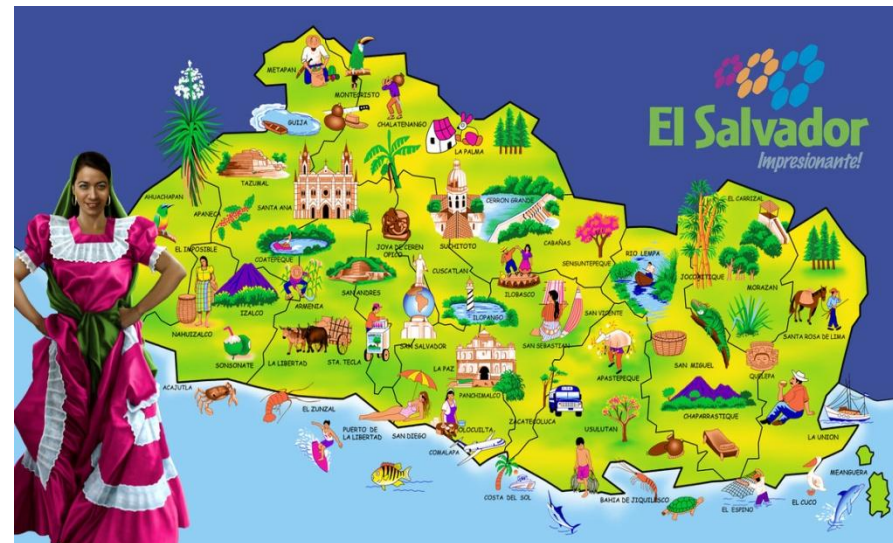 El Salvador
Impresionante!
METAPAN
MONTECRISTO
GUIJA
CHALATENANGO
LA PALMA
TAZUMAL
AHUACHAPAN
APANECA
SANTA ANA
CERRON GRANDE
EL CARRIZAL
EL IMPOSIBLE
COATEPEQUE
JOYA DE CEREN
OPICO
SUCHITOTO
CABAÑAS
SENSUNTEPEQUE
RIO LEMPA
JOCOAITIQUE
MORAZAN
CUSCATLAN
NAHUIZALCO
IZALCO
ARMENIA
SAN ANDRES
ILOBASCO
ILOPANGO
SAN VICENTE
SANTA ROSA DE LIMA
SONSONATE
LA LIBERTAD
STA. TECLA
SAN SALVADOR
SAN SEBASTIAN
LA PAZ
APASTEPEQUE
SAN MIGUEL
QUELEPA
ACAJUTLA
PANCHIMALCO
CHAPARRASTIQUE
EL ZUNZAL
PUERTO DE
LA LIBERTAD
SAN DIEGO
OLOCUILTA
ZACATECOLUCA
USULUTAN
LA UNION
COMALAPA
MEANGUERA
COSTA DEL SOL
BAHIA DE JIQUILISCO
EL ESPINO
EL CUCO